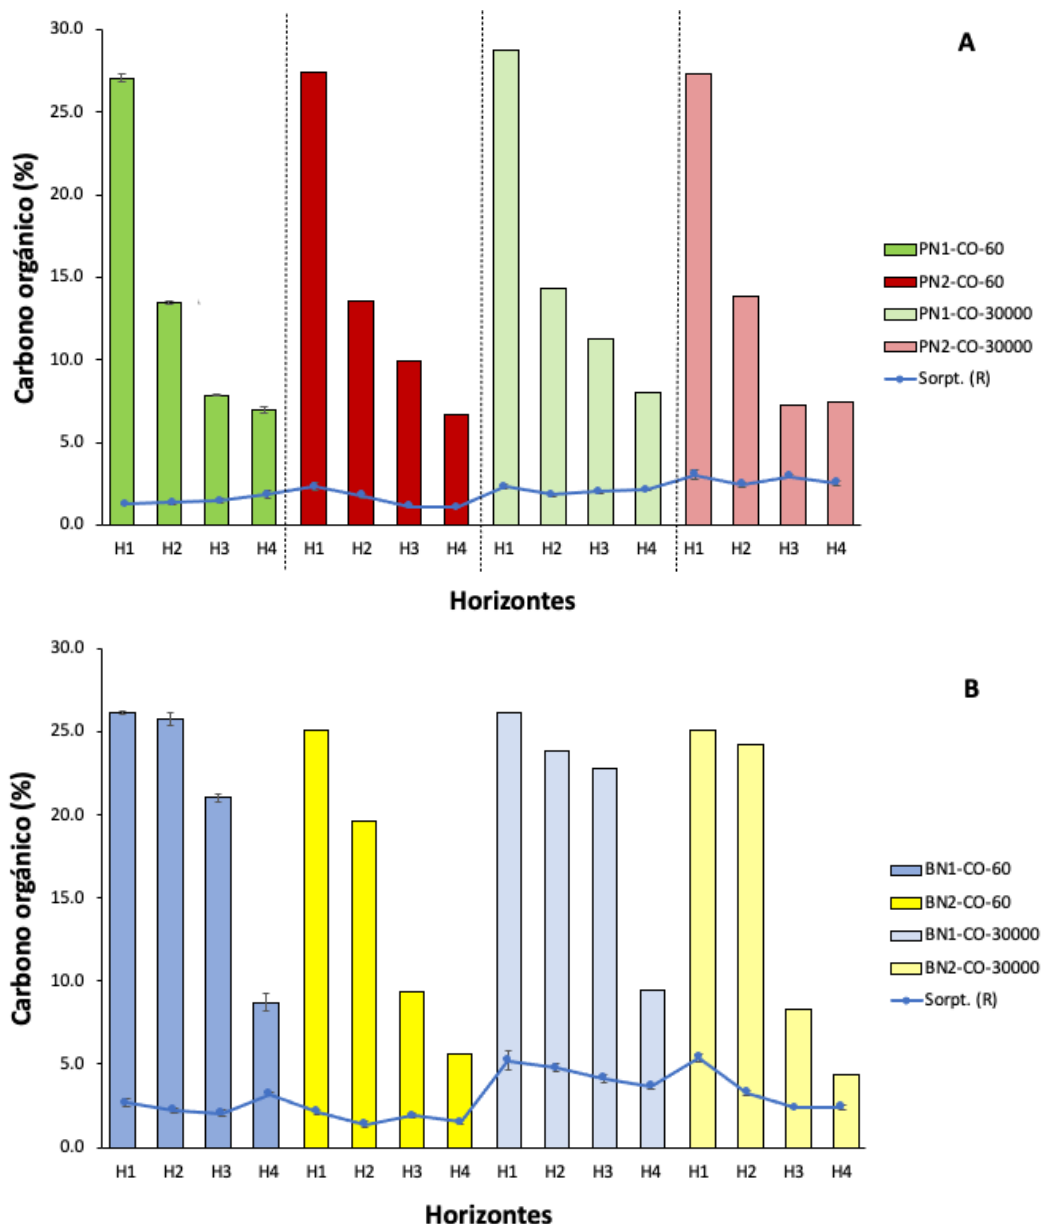 A
Carbono orgánico (%)
30.0
25.0
20.0
15.0
10.0
5.0
0.0
H1 H2 H3 H4 H1 H2 H3 H4 H1 H2 H3 H4 H1 H2 H3 H4
Horizontes
PN1-CO-60
PN2-CO-60
PN1-CO-30000
PN2-CO-30000
Sorpt. (R)
B
Carbono orgánico (%)
30.0
25.0
20.0
15.0
10.0
5.0
0.0
H1 H2 H3 H4 H1 H2 H3 H4 H1 H2 H3 H4 H1 H2 H3 H4
Horizontes
BN1-CO-60
BN2-CO-60
BN1-CO-30000
BN2-CO-30000
Sorpt. (R)